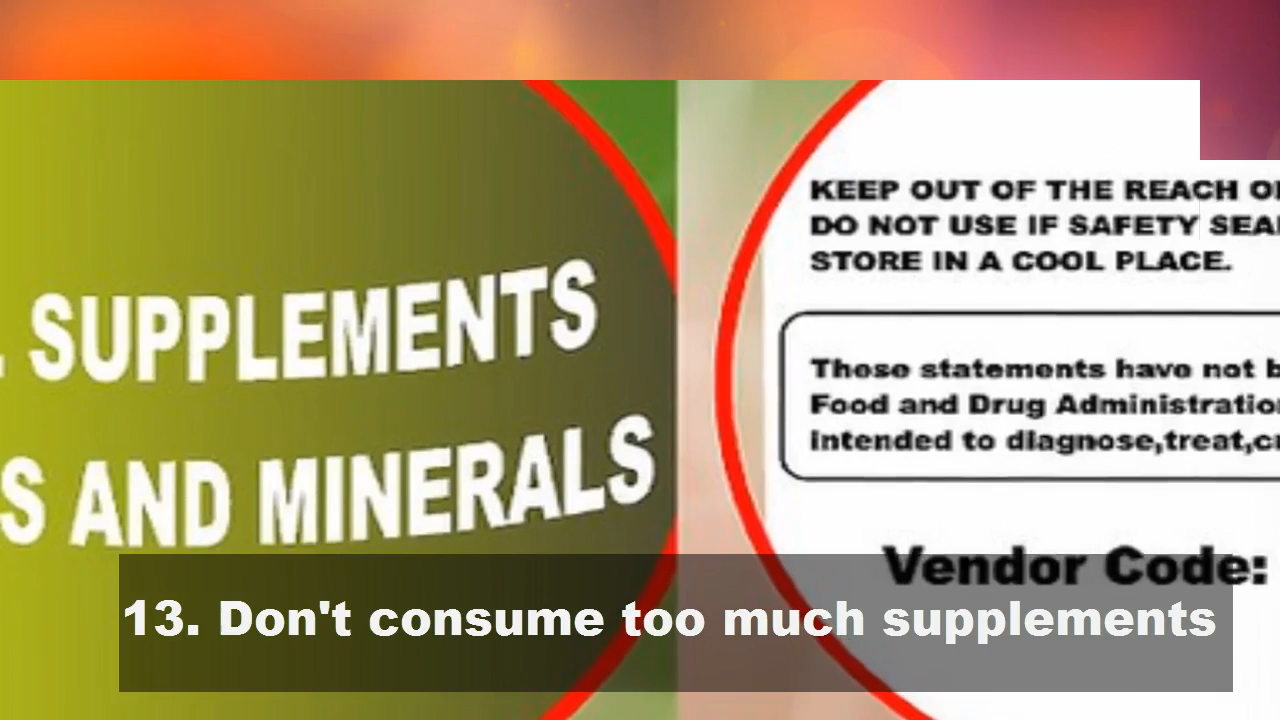 SUPPLEMENTS
S AND MINERALS
KEEP OUT OF THE REACH
DO NOT USE IF SAFETY SEA
STORE IN A COOL PLACE.
These statements have not b
Food and Drug Administratio
intended to diagnose,treat,c
Vendor Code:
13. Don't consume too much supplements